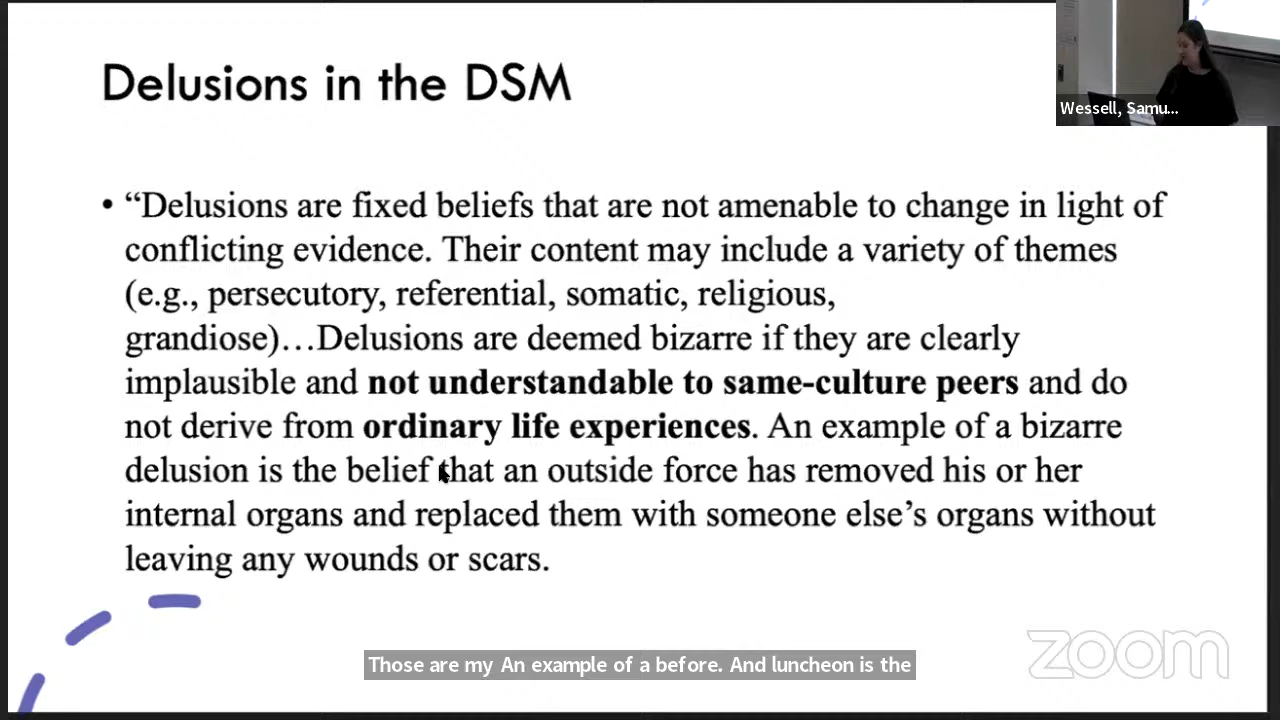 Delusions in the DSM
Wessell, Samu...
• “Delusions are fixed beliefs that are not amenable to change in light of
conflicting evidence. Their content may include a variety of themes
(e.g., persecutory, referential, somatic, religious,
grandiose)…Delusions are deemed bizarre if they are clearly
implausible and not understandable to same-culture peers and do
not derive from ordinary life experiences. An example of a bizarre
delusion is the belief that an outside force has removed his or her
internal organs and replaced them with someone else’s organs without
leaving any wounds or scars.
zoom
Those are my An example of a before. And luncheon is the